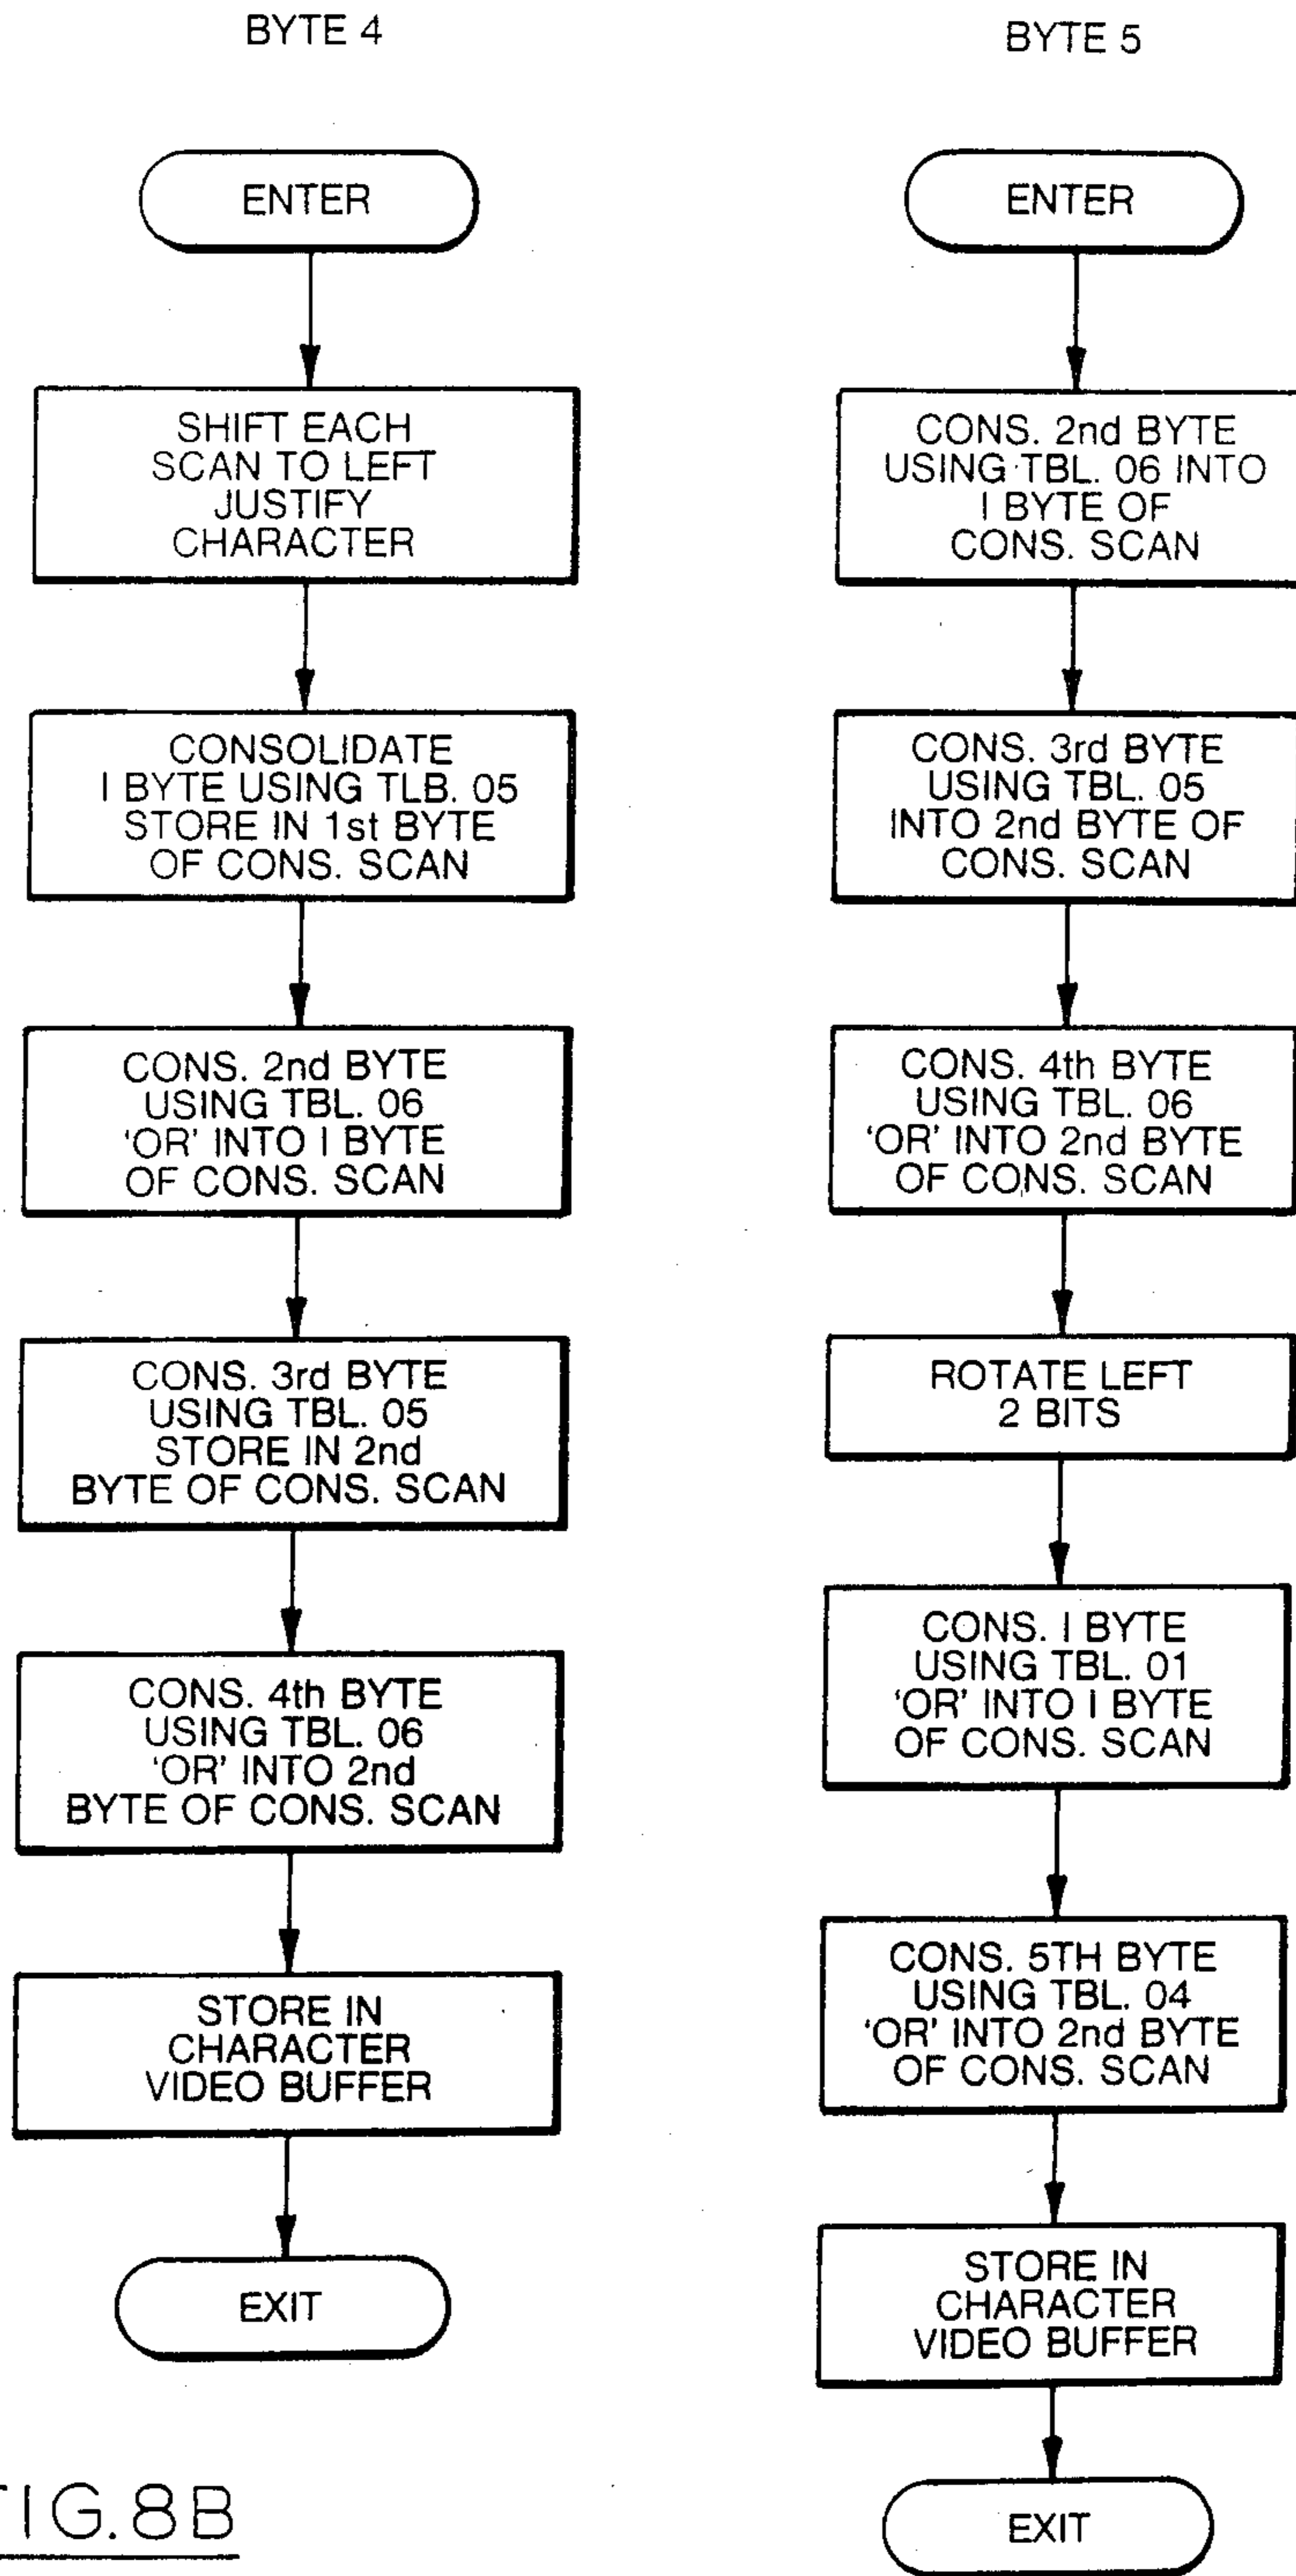 BYTE 4
ENTER
SHIFT EACH
SCAN TO LEFT
JUSTIFY
CHARACTER
CONSOLIDATE
I BYTE USING TLB. 05
STORE IN 1st BYTE
OF CONS. SCAN
CONS. 2nd BYTE
USING TBL. 06
‘OR’ INTO I BYTE
OF CONS. SCAN
CONS. 3rd BYTE
USING TBL. 05
STORE IN 2nd
BYTE OF CONS. SCAN
CONS. 4th BYTE
USING TBL. 06
‘OR’ INTO 2nd
BYTE OF CONS. SCAN
STORE IN
CHARACTER
VIDEO BUFFER
EXIT
BYTE 5
ENTER
CONS. 2nd BYTE
USING TBL. 06 INTO
I BYTE OF
CONS. SCAN
CONS. 3rd BYTE
USING TBL. 05
INTO 2nd BYTE OF
CONS. SCAN
CONS. 4th BYTE
USING TBL. 06
‘OR’ INTO 2nd BYTE
OF CONS. SCAN
ROTATE LEFT
2 BITS
CONS. I BYTE
USING TBL. 01
‘OR’ INTO I BYTE
OF CONS. SCAN
CONS. 5TH BYTE
USING TBL. 04
‘OR’ INTO 2nd BYTE
OF CONS. SCAN
STORE IN
CHARACTER
VIDEO BUFFER
EXIT
FIG.8B